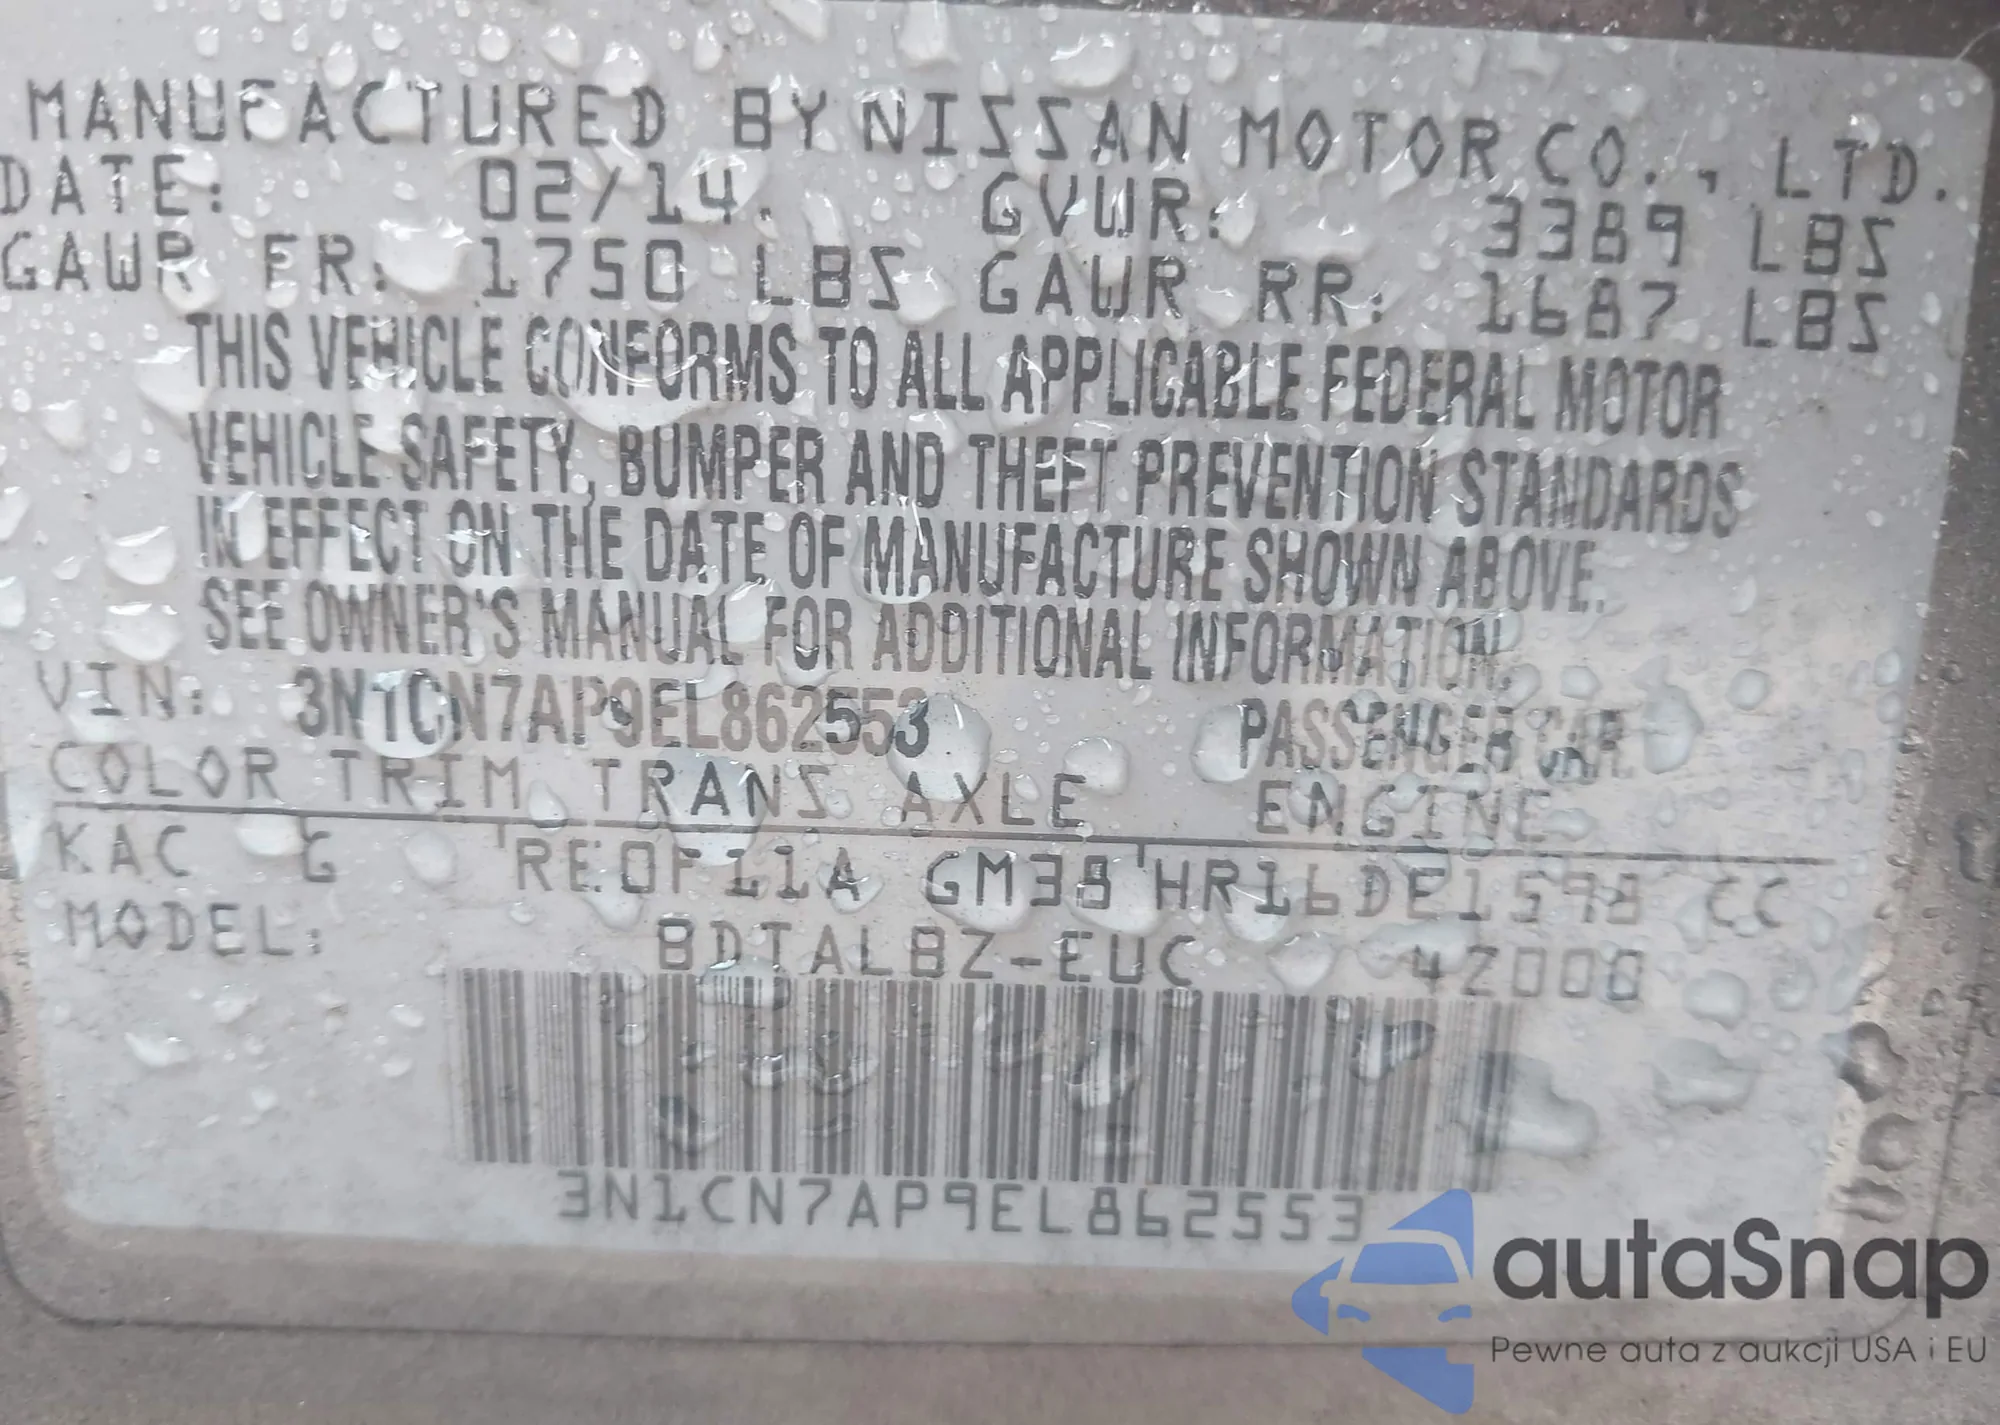 MANUFACTURED BY NISSAN MOTOR CO., LTD.
DATE: 02/14. GVWR: 3389 LBS
GAWR FR: 1750 LBS GAWR RR: 1687 LBS
THIS VEHICLE CONFORMS TO ALL APPLICABLE FEDERAL MOTOR
VEHICLE SAFETY, BUMPER AND THEFT PREVENTION STANDARDS
IN EFFECT ON THE DATE OF MANUFACTURE SHOWN ABOVE.
SEE OWNER'S MANUAL FOR ADDITIONAL INFORMATION.
VIN: 3N1CN7AP9EL862553 PASSENGER CAR.
COLOR TRIM TRANS AXLE ENGINE
KAC G RE0F11A GM38 HR16DE1598 CC
MODEL: BDTALBZ-EUC 42000
3N1CN7AP9EL862553
autaSnap
Pewne auta z aukcji USA i EU